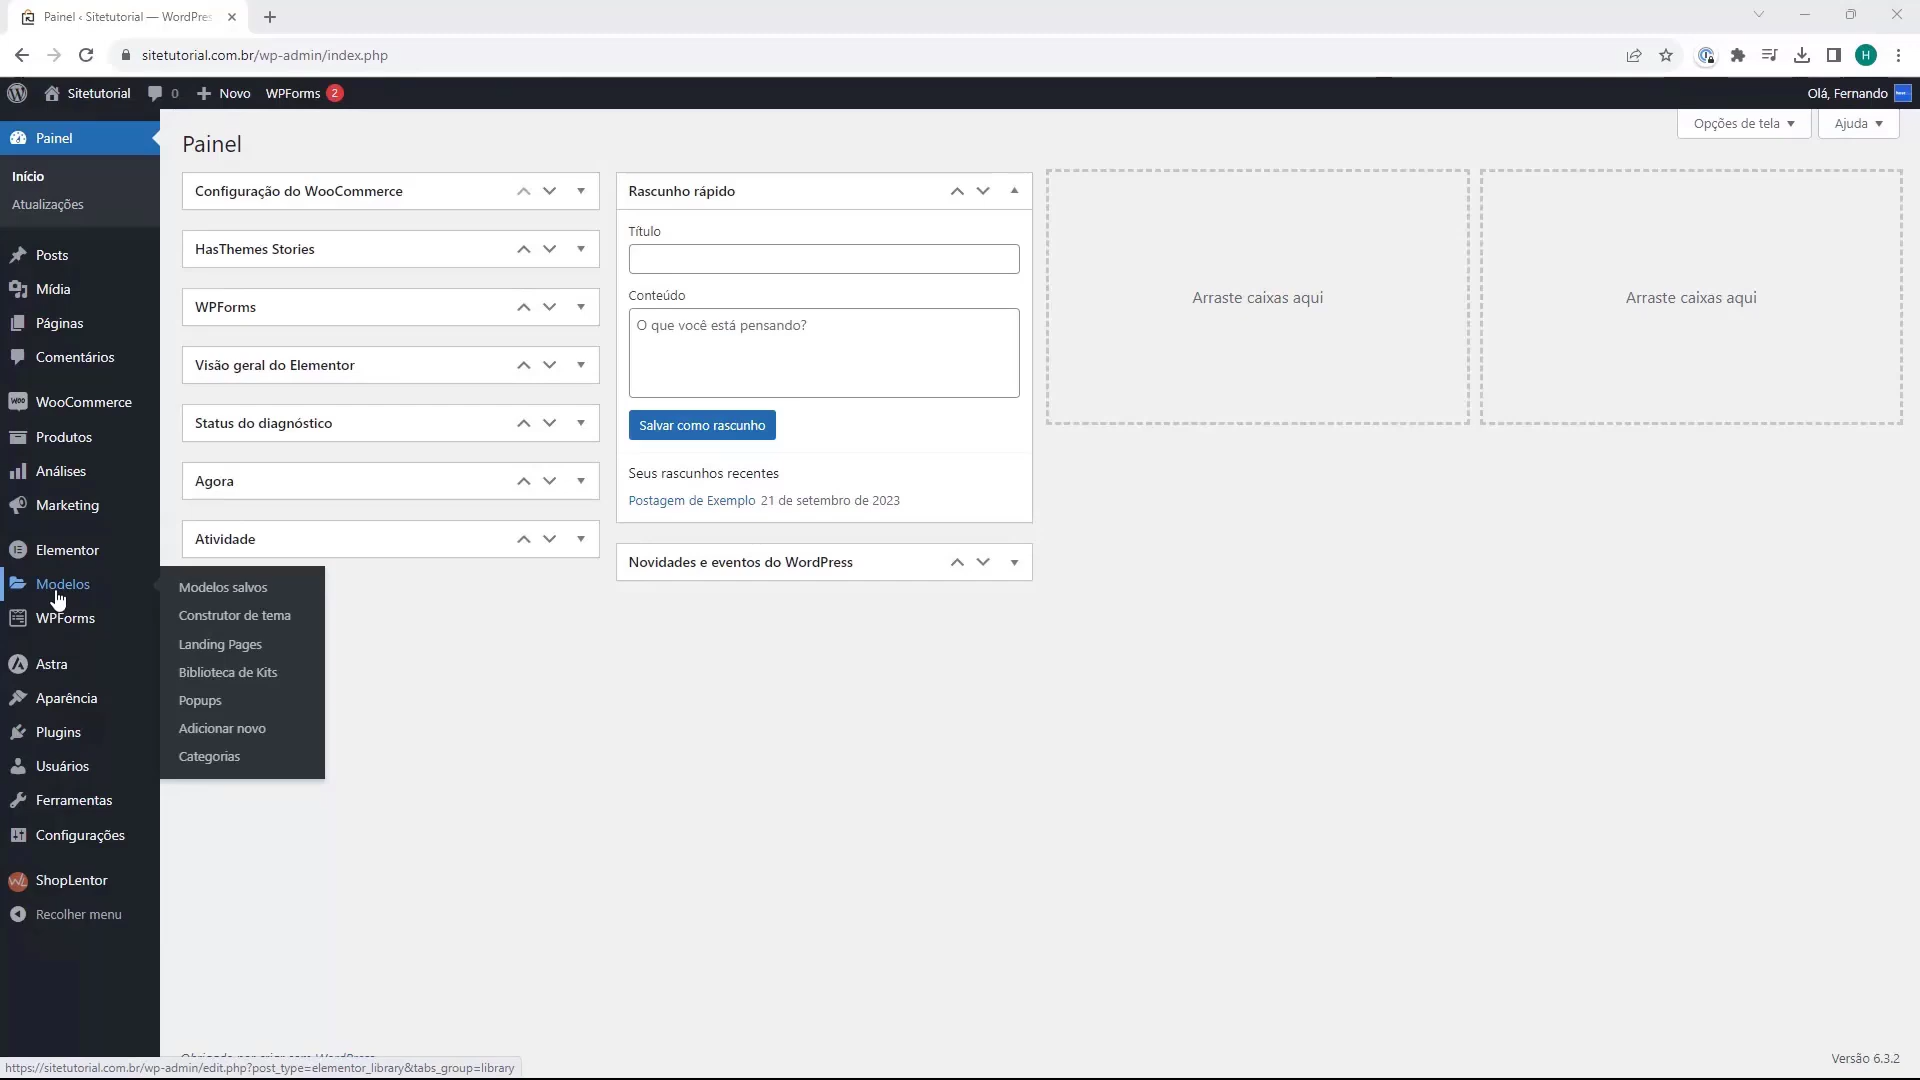 Painel ‹ Sitetutorial — WordPres
sitetutorial.com.br/wp-admin/index.php
H
Sitetutorial
0
Novo
WPForms 2
Olá, Fernando
Painel
Início
Atualizações
Posts
Mídia
Páginas
Comentários
WooCommerce
Produtos
Análises
Marketing
Elementor
Modelos
WPForms
Astra
Aparência
Plugins
Usuários
Ferramentas
Configurações
ShopLentor
Recolher menu
Modelos salvos
Construtor de tema
Landing Pages
Biblioteca de Kits
Popups
Adicionar novo
Categorias
Painel
Opções de tela
Ajuda
Configuração do WooCommerce
HasThemes Stories
WPForms
Visão geral do Elementor
Status do diagnóstico
Agora
Atividade
Rascunho rápido
Título
Conteúdo
O que você está pensando?
Salvar como rascunho
Seus rascunhos recentes
Postagem de Exemplo 21 de setembro de 2023
Novidades e eventos do WordPress
Arraste caixas aqui
Arraste caixas aqui
Versão 6.3.2
https://sitetutorial.com.br/wp-admin/edit.php?post_type=elementor_library&tabs_group=library